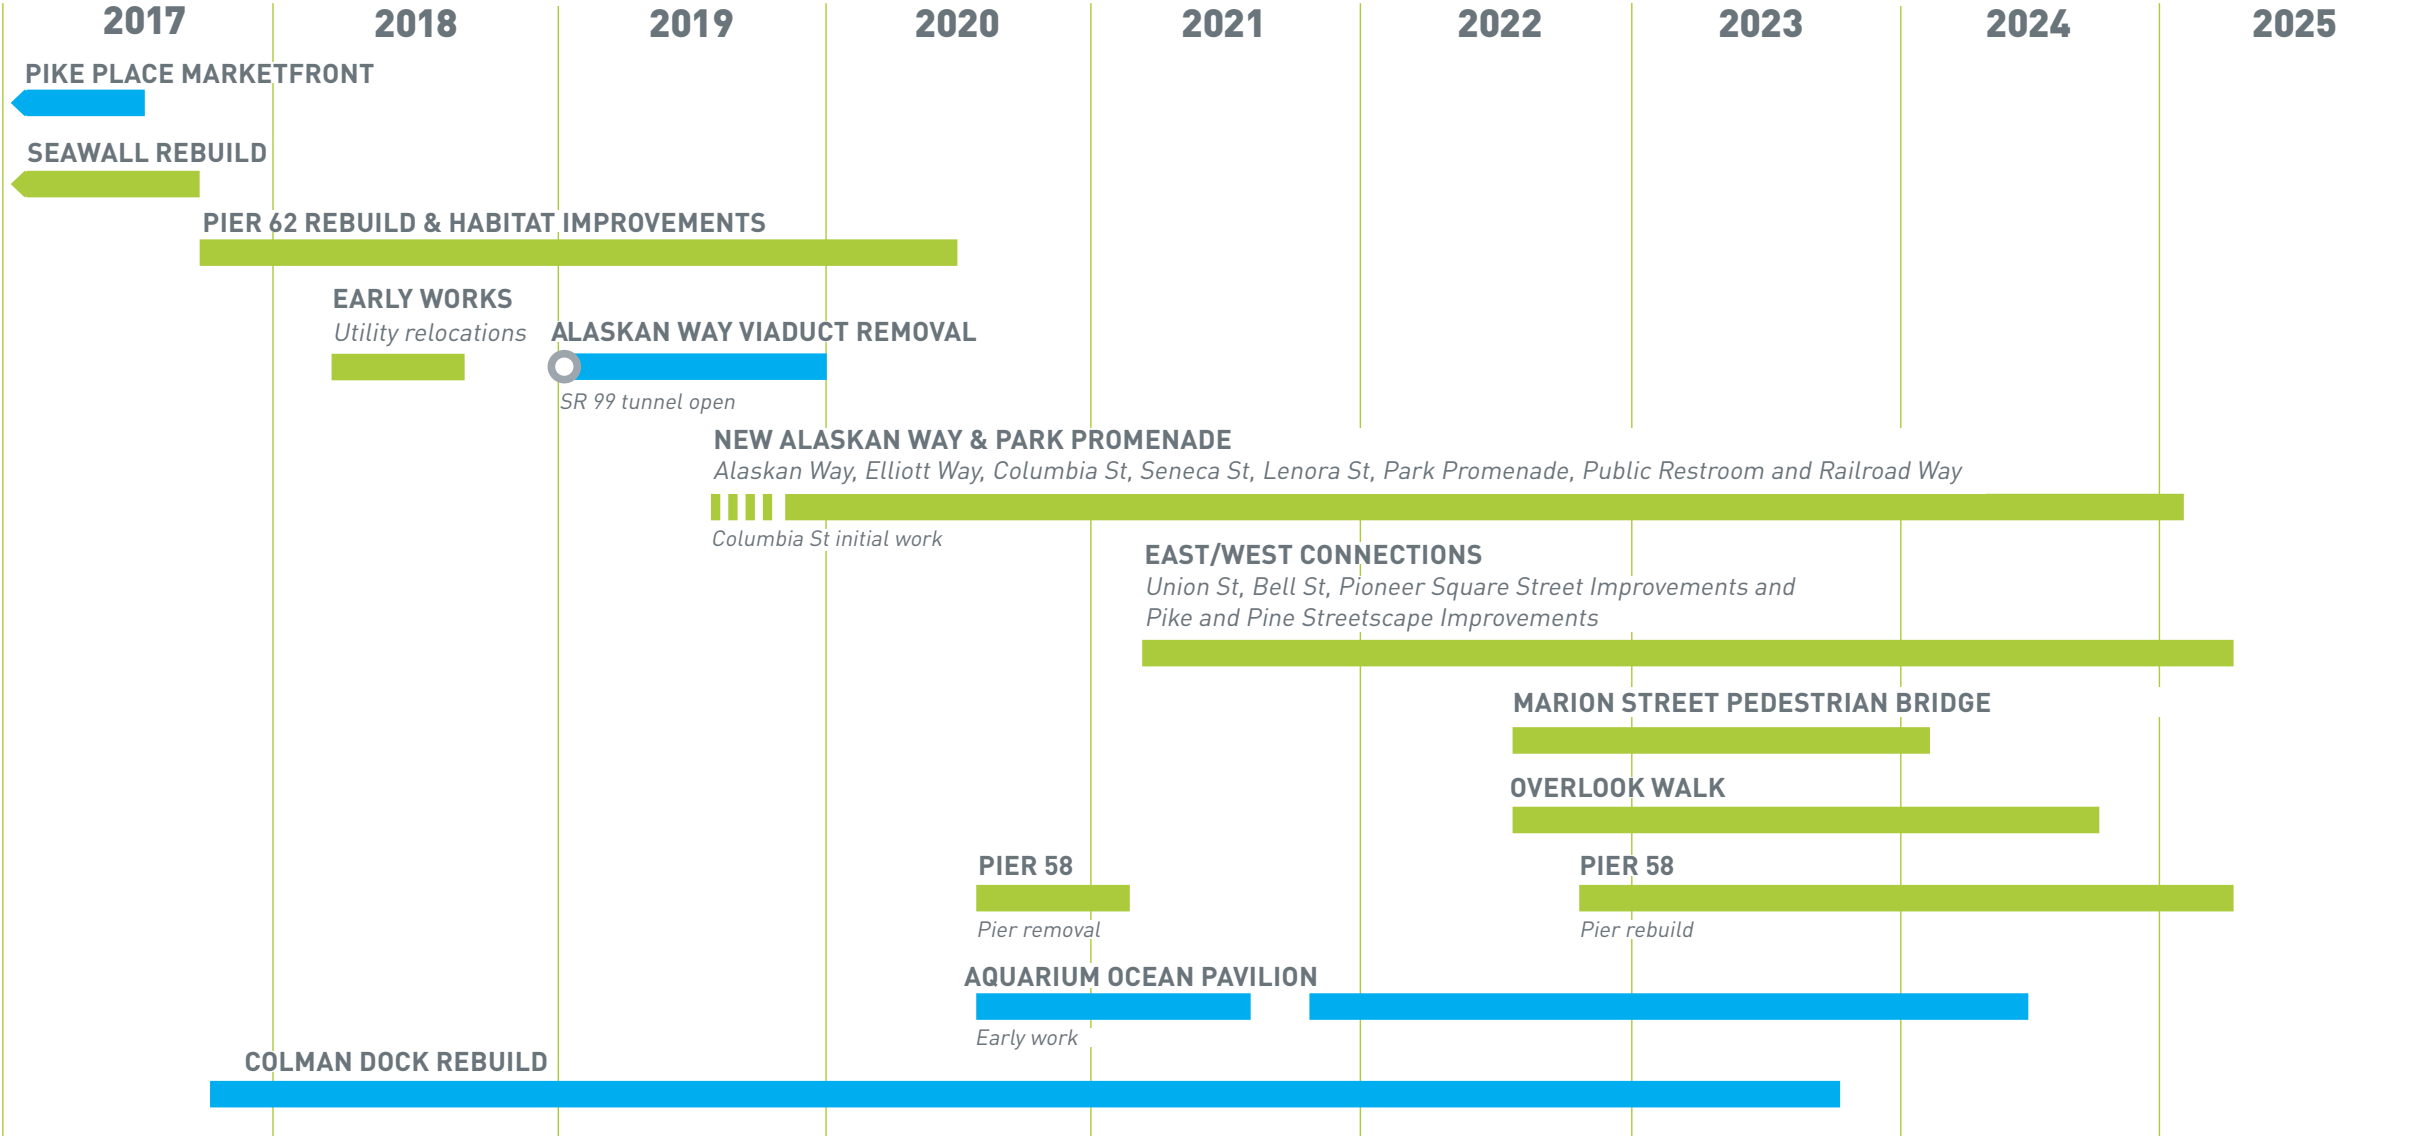 2017 2018 2019 2020 2021 2022 2023 2024 2025
PIKE PLACE MARKETFRONT
SEAWALL REBUILD
PIER 62 REBUILD & HABITAT IMPROVEMENTS
EARLY WORKS
Utility relocations
ALASKAN WAY VIADUCT REMOVAL
SR 99 tunnel open
NEW ALASKAN WAY & PARK PROMENADE
Alaskan Way, Elliott Way, Columbia St, Seneca St, Lenora St, Park Promenade, Public Restroom and Railroad Way
Columbia St initial work
EAST/WEST CONNECTIONS
Union St, Bell St, Pioneer Square Street Improvements and
Pike and Pine Streetscape Improvements
MARION STREET PEDESTRIAN BRIDGE
OVERLOOK WALK
PIER 58
Pier removal
PIER 58
Pier rebuild
AQUARIUM OCEAN PAVILION
Early work
COLMAN DOCK REBUILD